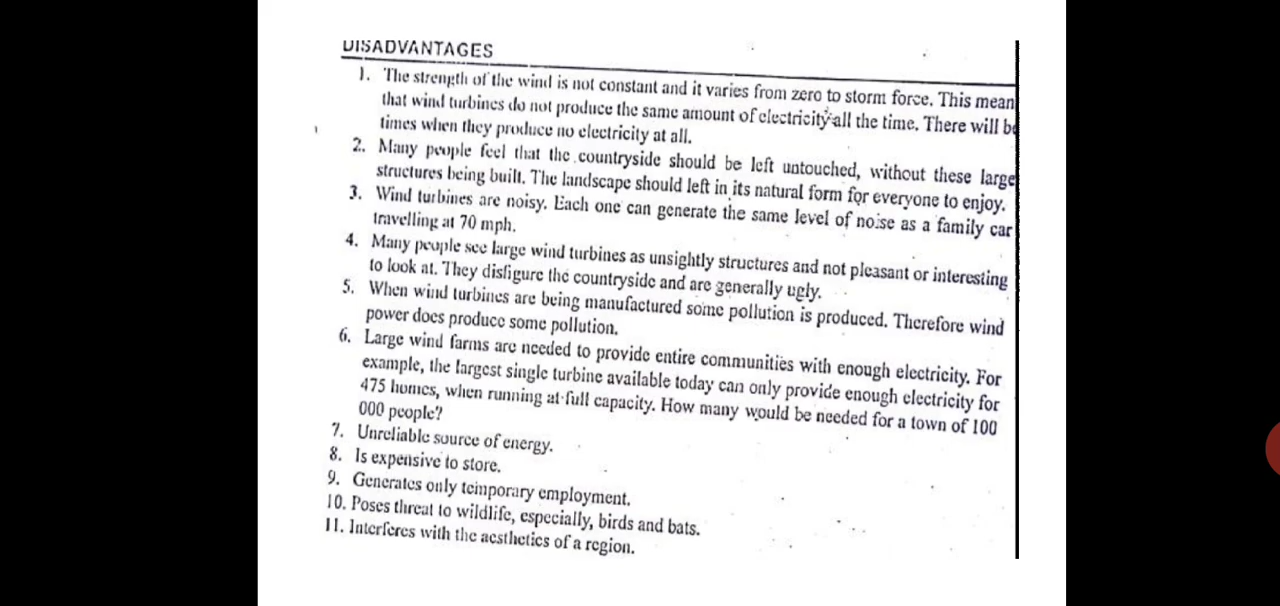 DISADVANTAGES
1. The strength of the wind is not constant and it varies from zero to storm force. This mean
that wind turbines do not produce the same amount of electricity all the time. There will be
times when they produce no electricity at all.
2. Many people feel that the countryside should be left untouched, without these large
structures being built. The landscape should left in its natural form for everyone to enjoy.
3. Wind turbines are noisy. Each one can generate the same level of noise as a family car
travelling at 70 mph.
4. Many people see large wind turbines as unsightly structures and not pleasant or interesting
to look at. They disfigure the countryside and are generally ugly.
5. When wind turbines are being manufactured some pollution is produced. Therefore wind
power does produce some pollution.
6. Large wind farms are needed to provide entire communities with enough electricity. For
example, the largest single turbine available today can only provide enough electricity for
475 homes, when running at full capacity. How many would be needed for a town of 100
000 people?
7. Unreliable source of energy.
8. Is expensive to store.
9. Generates only temporary employment.
10. Poses threat to wildlife, especially, birds and bats.
11. Interferes with the aesthetics of a region.